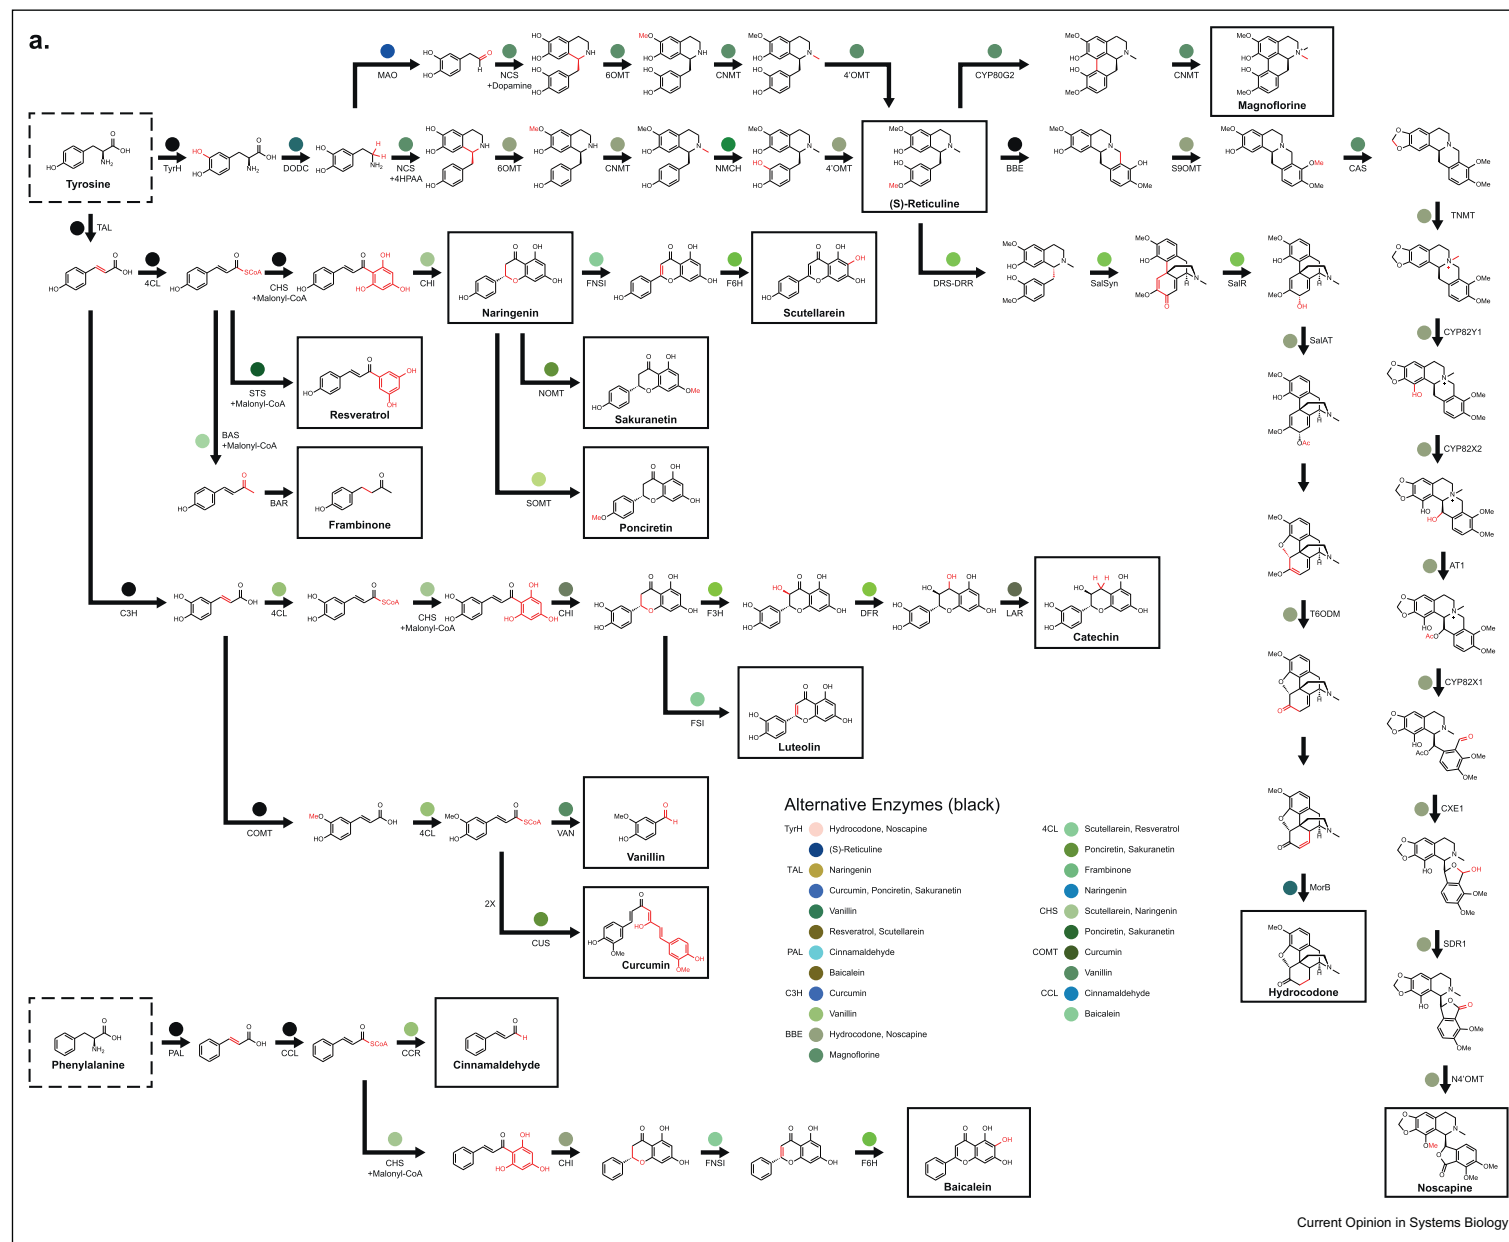 a.
MAO
NCS
+Dopamine
6OMT
CNMT
4'OMT
CYP80G2
CNMT
Magnoflorine
Tyrosine
TyrH
DODC
NCS
+4HPAA
6OMT
CNMT
NMCH
4'OMT
(S)-Reticuline
BBE
S9OMT
CAS
TAL
4CL
CHS
+Malonyl-CoA
CHI
Naringenin
FNSI
F6H
Scutellarein
DRS-DRR
SalSyn
SalR
TNMT
SalAT
CYP82Y1
STS
+Malonyl-CoA
Resveratrol
NOMT
Sakuranetin
BAS
+Malonyl-CoA
BAR
Frambinone
SOMT
Ponciretin
CYP82X2
AT1
C3H
4CL
CHS
+Malonyl-CoA
CHI
F3H
DFR
LAR
Catechin
T6ODM
CYP82X1
FSI
Luteolin
COMT
4CL
VAN
Vanillin
2X
CUS
Curcumin
CXE1
MorB
Hydrocodone
SDR1
N4'OMT
Noscapine
Alternative Enzymes (black)
TyrH Hydrocodone, Noscapine
(S)-Reticuline
TAL Naringenin
Curcumin, Ponciretin, Sakuranetin
Vanillin
Resveratrol, Scutellarein
PAL Cinnamaldehyde
Baicalein
C3H Curcumin
Vanillin
BBE Hydrocodone, Noscapine
Magnoflorine
4CL Scutellarein, Resveratrol
Ponciretin, Sakuranetin
Frambinone
Naringenin
CHS Scutellarein, Naringenin
Ponciretin, Sakuranetin
COMT Curcumin
Vanillin
CCL Cinnamaldehyde
Baicalein
Phenylalanine
PAL
CCL
CCR
Cinnamaldehyde
CHS
+Malonyl-CoA
CHI
FNSI
F6H
Baicalein
Current Opinion in Systems Biology